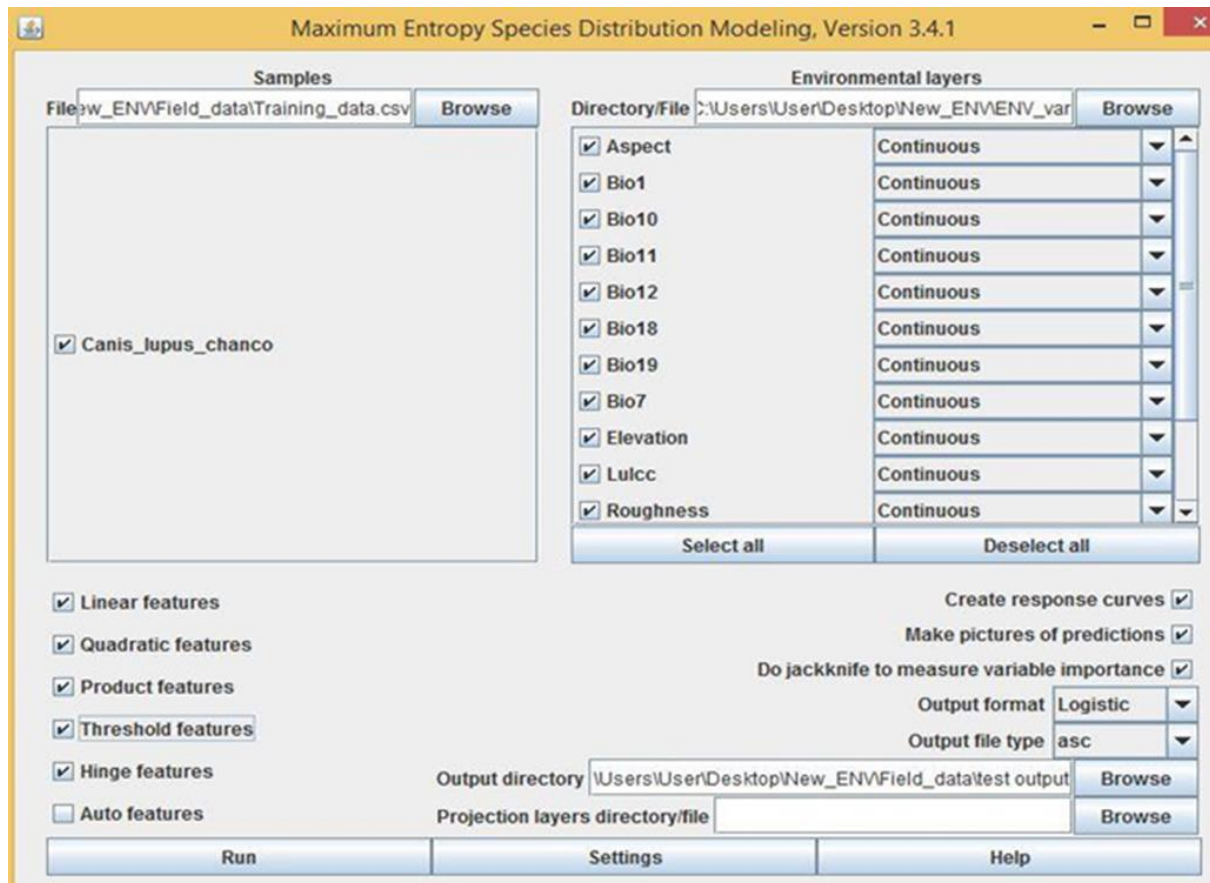 Maximum Entropy Species Distribution Modeling, Version 3.4.1
Samples
File ew_ENV\Field_data\Training_data.csv Browse
Canis_lupus_chanco
Environmental layers
Directory/File C:\Users\User\Desktop\New_ENV\ENV_var Browse
Aspect Continuous
Bio1 Continuous
Bio10 Continuous
Bio11 Continuous
Bio12 Continuous
Bio18 Continuous
Bio19 Continuous
Bio7 Continuous
Elevation Continuous
Lulcc Continuous
Roughness Continuous
Select all Deselect all
Linear features
Quadratic features
Product features
Threshold features
Hinge features
Auto features
Create response curves
Make pictures of predictions
Do jackknife to measure variable importance
Output format Logistic
Output file type asc
Output directory \Users\User\Desktop\New_ENV\Field_data\test output Browse
Projection layers directory/file Browse
Run Settings Help